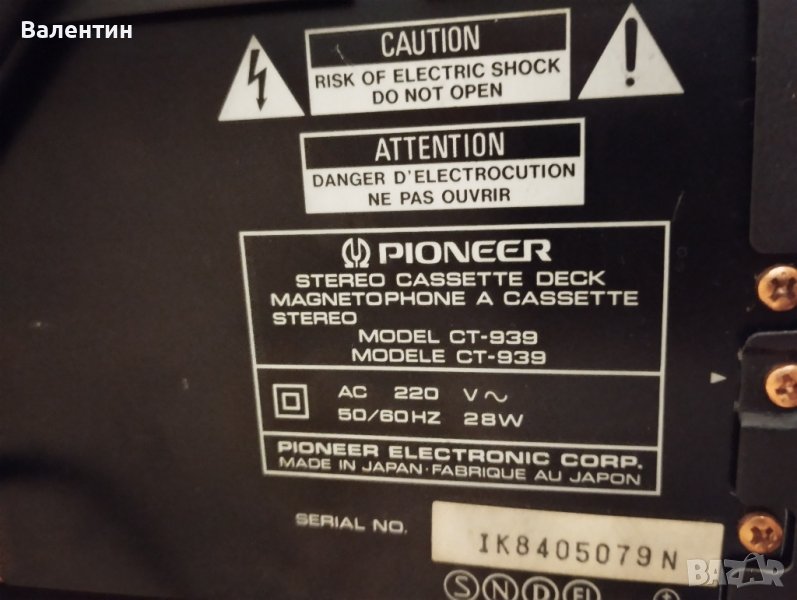 Валентин
CAUTION
RISK OF ELECTRIC SHOCK
DO NOT OPEN
ATTENTION
DANGER D'ELECTROCUTION
NE PAS OUVRIR
PIONEER
STEREO CASSETTE DECK
MAGNETOPHONE A CASSETTE
STEREO
MODEL CT-939
MODELE CT-939
AC 220 V~
50/60HZ 28W
PIONEER ELECTRONIC CORP.
MADE IN JAPAN·FABRIQUE AU JAPON
SERIAL NO. IK8405079N
S N D FI
BAZAR